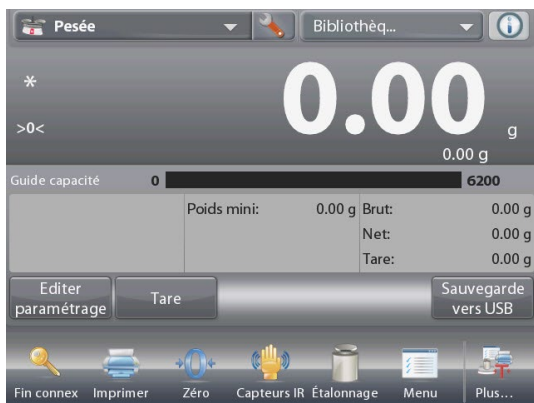 Pesée
Bibliothèq...
*
>0<
0.00 g
0.00 g
Guide capacité 0 6200
Poids mini: 0.00 g Brut: 0.00 g
Net: 0.00 g
Tare: 0.00 g
Editer
paramétrage
Tare
Sauvegarde
vers USB
Fin connex Imprimer Zéro Capteurs IR Étalonnage Menu Plus...